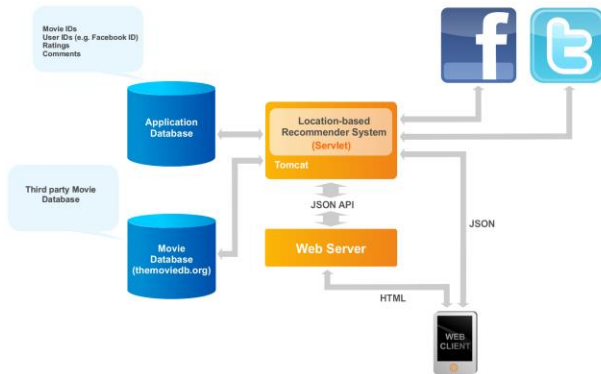 Movie IDs
User IDs (e.g. Facebook ID)
Ratings
Comments
f
t
Application
Database
Location-based
Recommender System
(Servlet)
Tomcat
Third party Movie
Database
JSON API
JSON
Movie
Database
(themoviedb.org)
Web Server
HTML
WEB
CLIENT